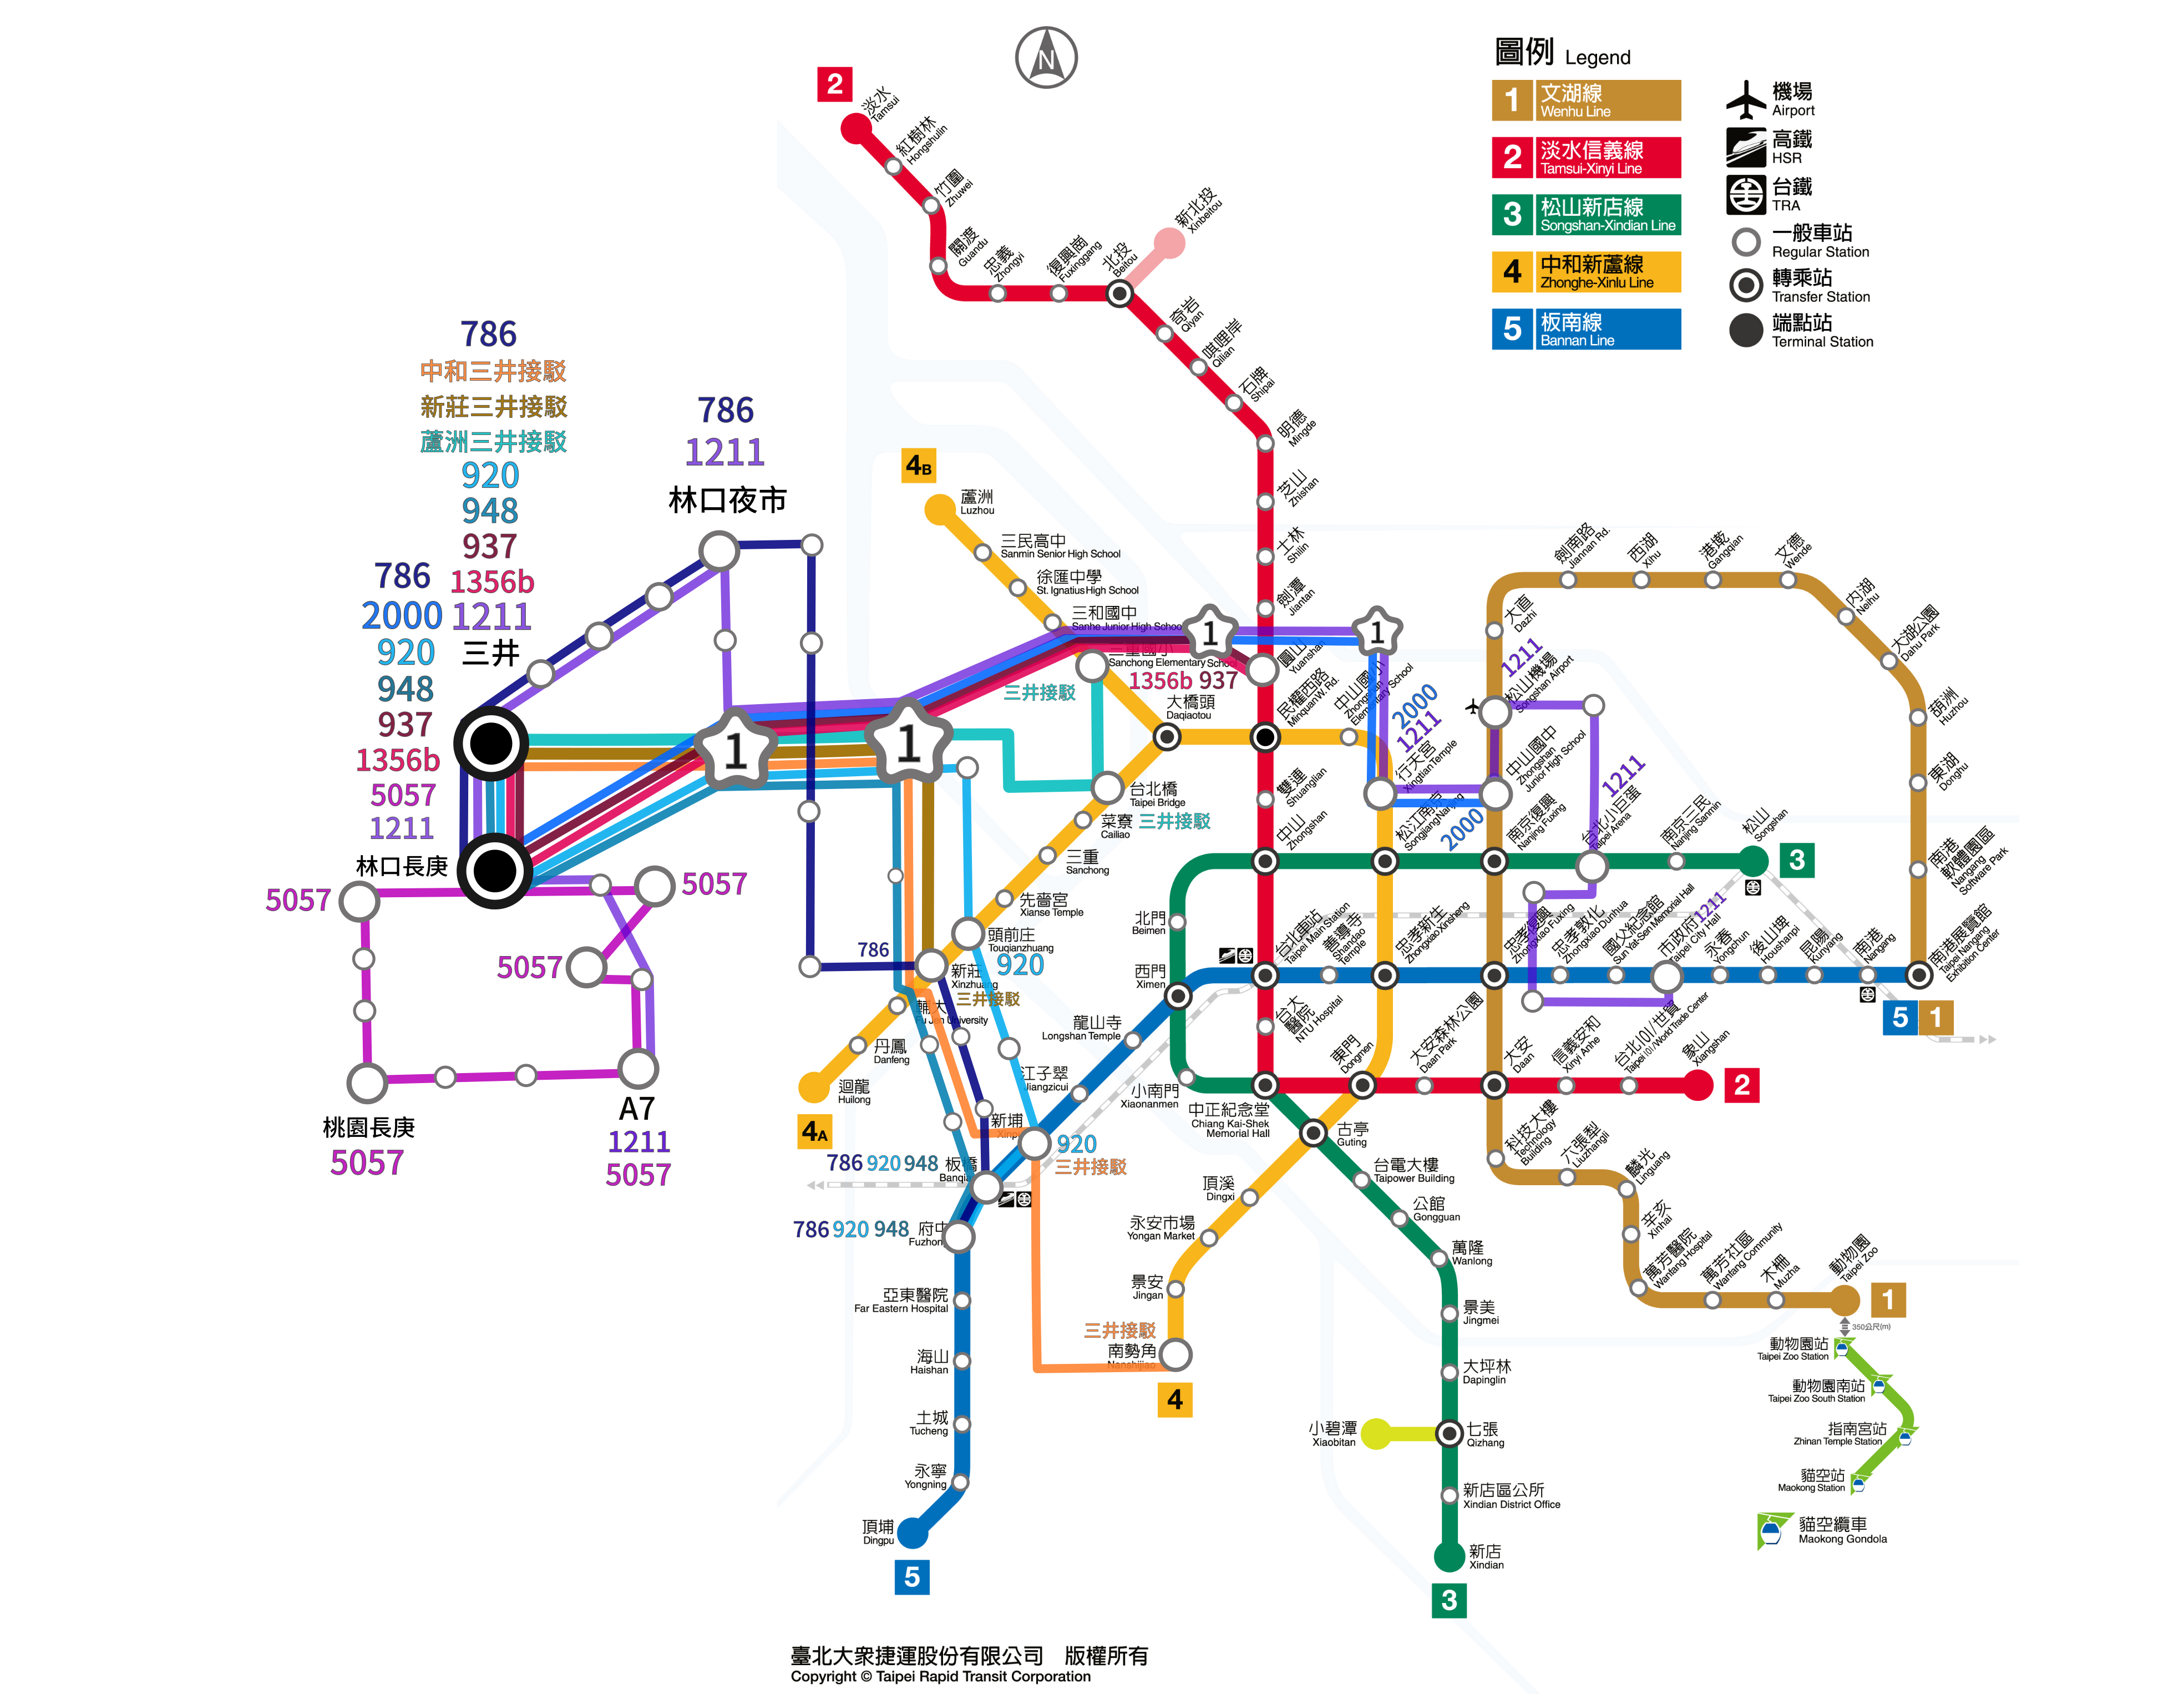 N
圖例 Legend
1 文湖線 Wenhu Line
2 淡水信義線 Tamsui-Xinyi Line
3 松山新店線 Songshan-Xindian Line
4 中和新蘆線 Zhonghe-Xinlu Line
5 板南線 Bannan Line
機場 Airport
高鐵 HSR
台鐵 TRA
一般車站 Regular Station
轉乘站 Transfer Station
端點站 Terminal Station
2
淡水 Tamsui
紅樹林 Hongshulin
竹圍 Zhuwei
關渡 Guandu
忠義 Zhongyi
復興崗 Fuxinggang
北投 Beitou
新北投 Xinbeitou
奇岩 Qiyan
唭哩岸 Qilian
石牌 Shipai
明德 Mingde
芝山 Zhishan
士林 Shilin
劍潭 Jiantan
圓山 Yuanshan
民權西路 Minquan W. Rd.
雙連 Shuanglian
中山 Zhongshan
台北車站 Taipei Main Station
台大醫院 NTU Hospital
中正紀念堂 Chiang Kai-Shek Memorial Hall
東門 Dongmen
大安森林公園 Daan Park
大安 Daan
信義安和 Xinyi Anhe
台北101/世貿 Taipei 101/World Trade Center
象山 Xiangshan
2
786
中和三井接駁
新莊三井接駁
蘆洲三井接駁
920
948
937
1356b
1211
三井
786
2000
920
948
937
1356b
5057
1211
林口長庚
786
1211
林口夜市
5057
5057
5057
桃園長庚
5057
A7
1211
5057
1
1
1
1
4B
蘆洲 Luzhou
三民高中 Sanmin Senior High School
徐匯中學 St. Ignatius High School
三和國中 Sanhe Junior High School
三重國小 Sanchong Elementary School
三井接駁
1356b 937
大橋頭 Daqiaotou
台北橋 Taipei Bridge
菜寮 Cailiao
三井接駁
三重 Sanchong
先嗇宮 Xianse Temple
頭前庄 Touqianzhuang
920
786
新莊 Xinzhuang
三井接駁
輔大 Fu Jen University
丹鳳 Danfeng
迴龍 Huilong
4A
中山國小 Zhongshan Elementary School
2000
1211
行天宮 Xingtian Temple
松江南京 Songjiang Nanjing
2000
忠孝新生 Zhongxiao Xinsheng
古亭 Guting
頂溪 Dingxi
永安市場 Yongan Market
景安 Jingan
三井接駁
南勢角 Nanshijiao
4
北門 Beimen
西門 Ximen
小南門 Xiaonanmen
台電大樓 Taipower Building
公館 Gongguan
萬隆 Wanlong
景美 Jingmei
大坪林 Dapinglin
七張 Qizhang
小碧潭 Xiaobitan
新店區公所 Xindian District Office
新店 Xindian
3
南京復興 Nanjing Fuxing
台北小巨蛋 Taipei Arena
南京三民 Nanjing Sanmin
松山 Songshan
3
1211
1211
1211
松山機場 Songshan Airport
中山國中 Zhongshan Junior High School
大直 Dazhi
劍南路 Jiannan Rd.
西湖 Xihu
港墘 Gangqian
文德 Wende
內湖 Neihu
大湖公園 Dahu Park
葫洲 Huzhou
東湖 Donghu
南港軟體園區 Nangang Software Park
南港展覽館 Taipei Nangang Exhibition Center
5 1
南港 Nangang
昆陽 Kunyang
後山埤 Houshanpi
永春 Yongchun
市政府 Taipei City Hall
國父紀念館 Sun Yat-Sen Memorial Hall
忠孝敦化 Zhongxiao Dunhua
忠孝復興 Zhongxiao Fuxing
善導寺 Shandao Temple
龍山寺 Longshan Temple
江子翠 Jiangzicui
新埔
920
三井接駁
786 920 948
板橋
786 920 948
府中
亞東醫院 Far Eastern Hospital
海山 Haishan
土城 Tucheng
永寧 Yongning
頂埔 Dingpu
5
科技大樓 Technology Building
六張犁 Liuzhangli
麟光 Linguang
辛亥 Xinhai
萬芳醫院 Wanfang Hospital
萬芳社區 Wanfang Community
木柵 Muzha
動物園 Taipei Zoo
1
350公尺(m)
動物園站 Taipei Zoo Station
動物園南站 Taipei Zoo South Station
指南宮站 Zhinan Temple Station
貓空站 Maokong Station
貓空纜車 Maokong Gondola
臺北大眾捷運股份有限公司 版權所有
Copyright © Taipei Rapid Transit Corporation